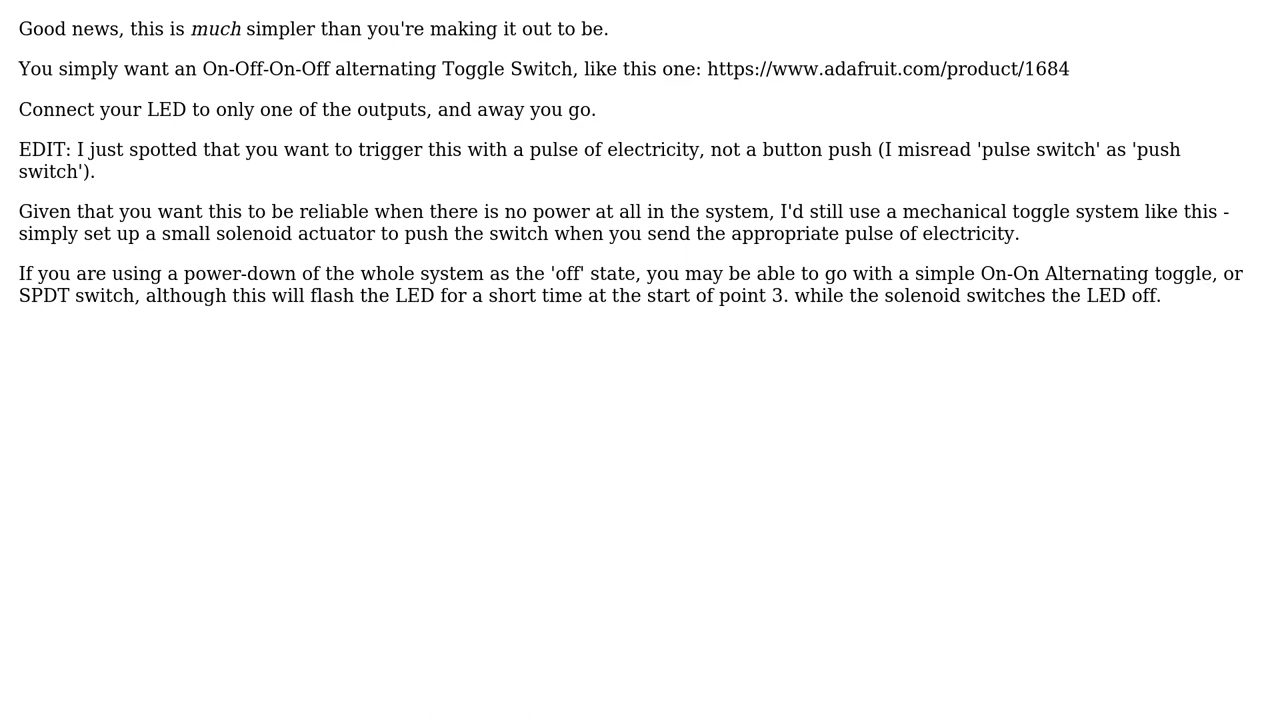 Good news, this is much simpler than you're making it out to be.
You simply want an On-Off-On-Off alternating Toggle Switch, like this one: https://www.adafruit.com/product/1684
Connect your LED to only one of the outputs, and away you go.
EDIT: I just spotted that you want to trigger this with a pulse of electricity, not a button push (I misread 'pulse switch' as 'push
switch').
Given that you want this to be reliable when there is no power at all in the system, I'd still use a mechanical toggle system like this -
simply set up a small solenoid actuator to push the switch when you send the appropriate pulse of electricity.
If you are using a power-down of the whole system as the 'off' state, you may be able to go with a simple On-On Alternating toggle, or
SPDT switch, although this will flash the LED for a short time at the start of point 3. while the solenoid switches the LED off.